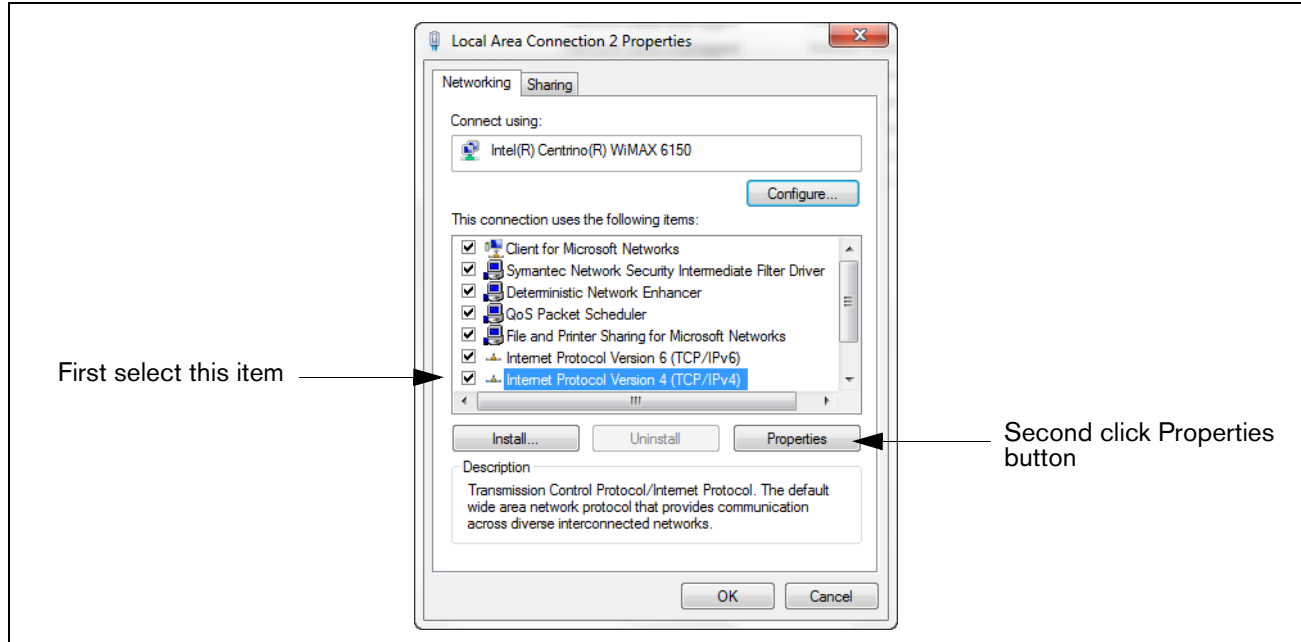 Local Area Connection 2 Properties
Networking
Sharing
Connect using:
Intel(R) Centrino(R) WiMAX 6150
Configure...
This connection uses the following items:
Client for Microsoft Networks
Symantec Network Security Intermediate Filter Driver
Deterministic Network Enhancer
QoS Packet Scheduler
File and Printer Sharing for Microsoft Networks
Internet Protocol Version 6 (TCP/IPv6)
First select this item
Internet Protocol Version 4 (TCP/IPv4)
Install...
Uninstall
Properties
Second click Properties
button
Description
Transmission Control Protocol/Internet Protocol. The default
wide area network protocol that provides communication
across diverse interconnected networks.
OK
Cancel